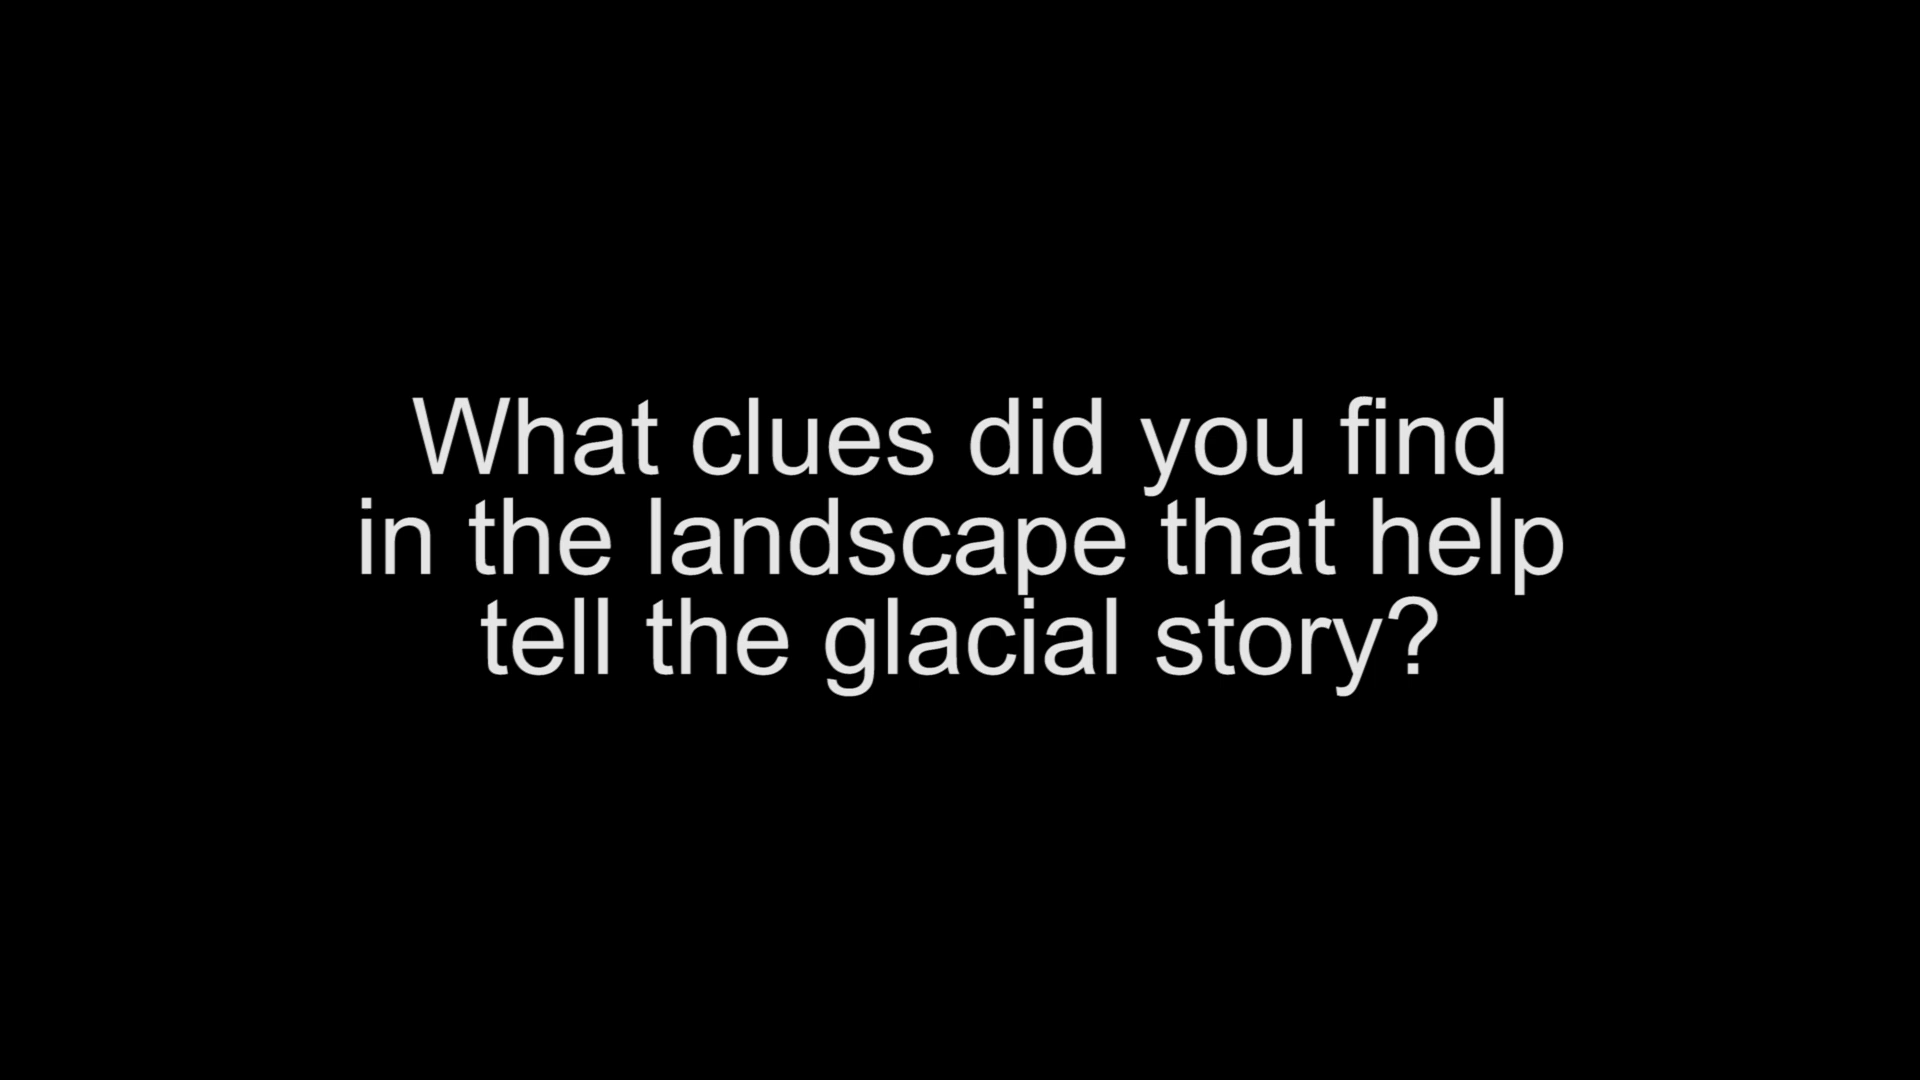 What clues did you find
in the landscape that help
tell the glacial story?